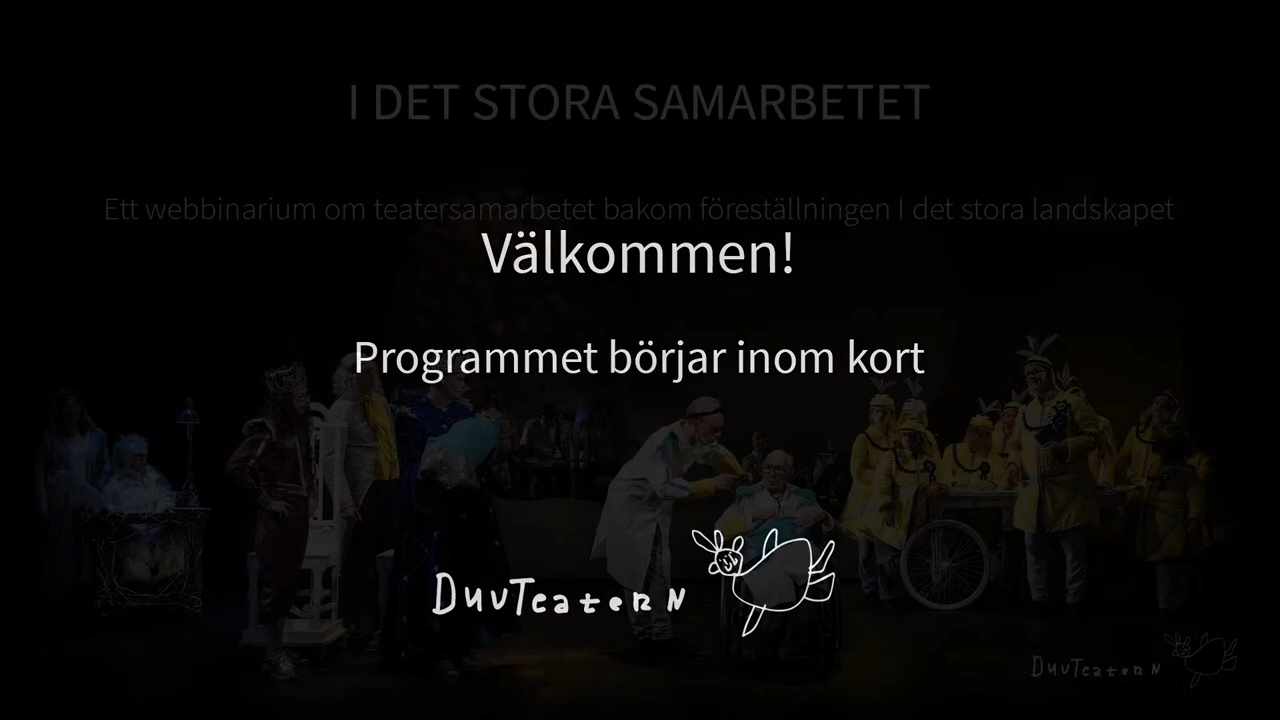 I DET STORA SAMARBETET
Ett webbinarium om teatersamarbetet bakom föreställningen I det stora landskapet
Välkommen!
Programmet börjar inom kort
DuvTeaterN
DuvTeaterN